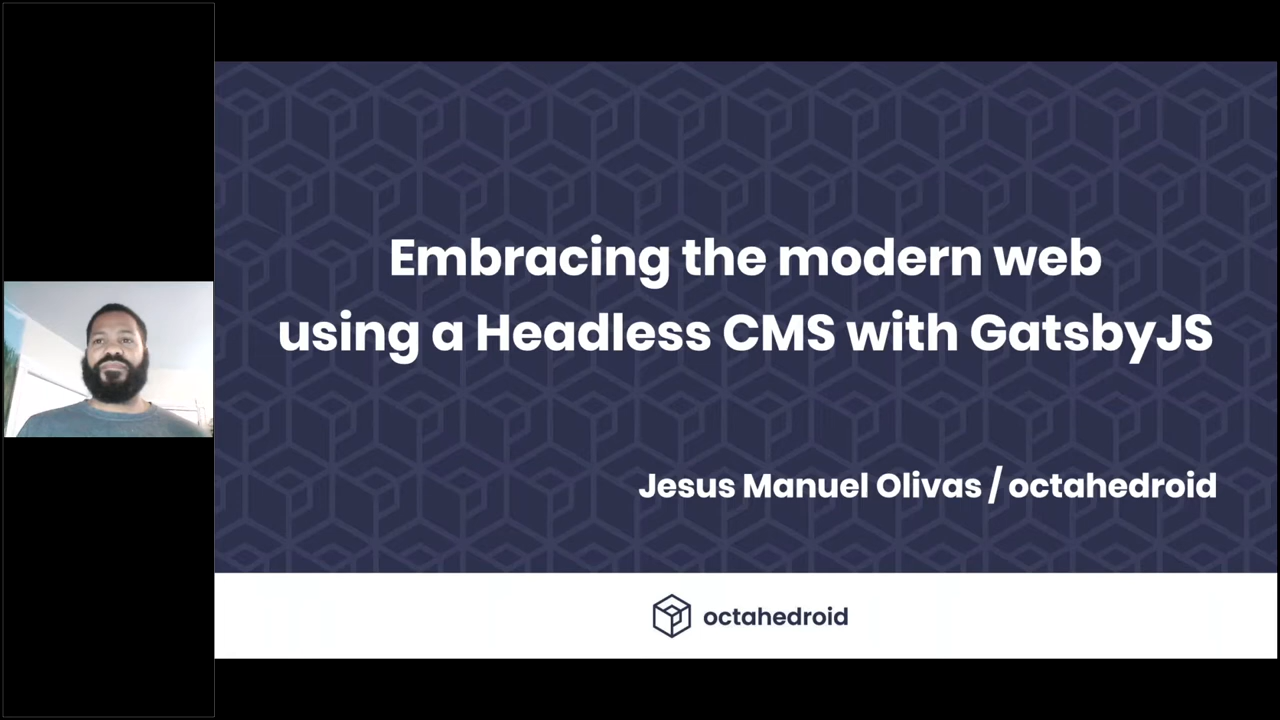 Embracing the modern web
using a Headless CMS with GatsbyJS
Jesus Manuel Olivas / octahedroid
octahedroid